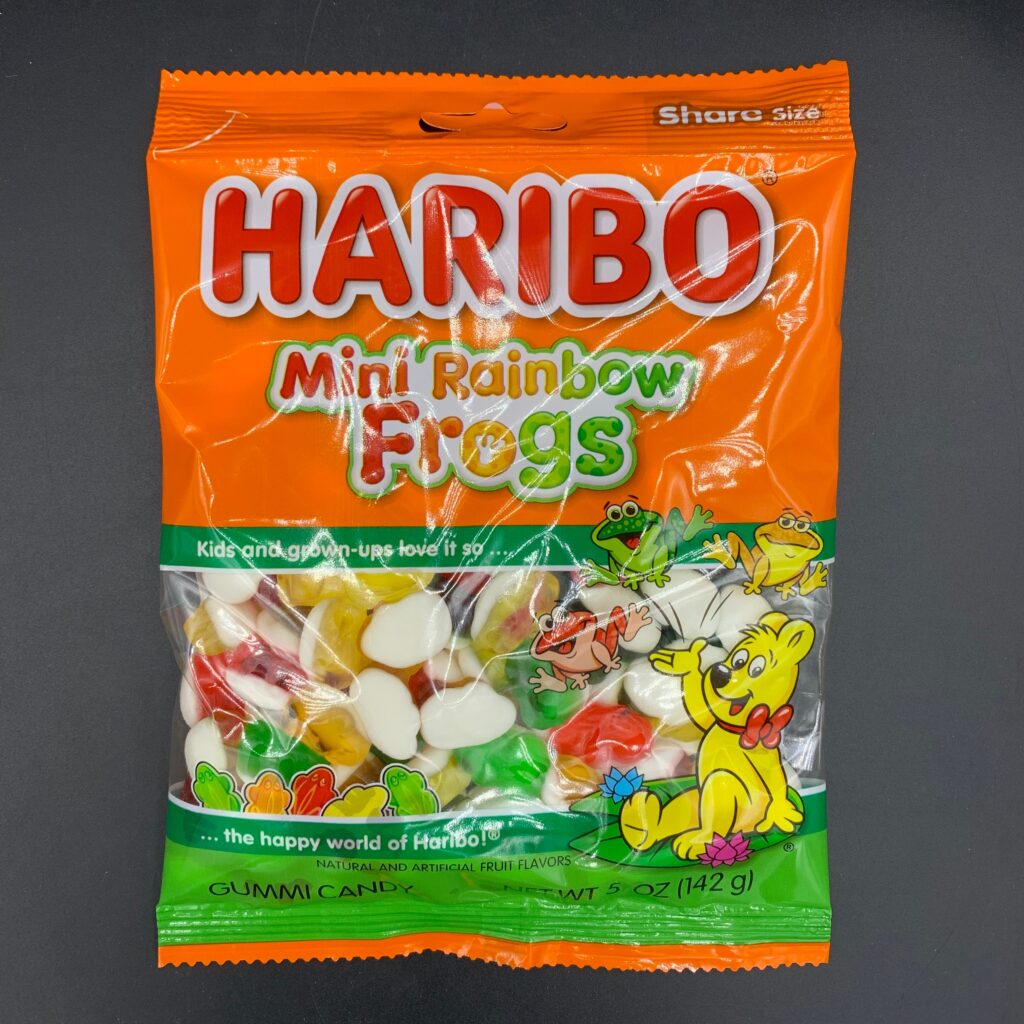 Share Size
HARIBO®
Mini Rainbow
Frogs
Kids and grown-ups love it so ...
... the happy world of Haribo!®
NATURAL AND ARTIFICIAL FRUIT FLAVORS
GUMMI CANDY NET WT 5 OZ (142 g)
®